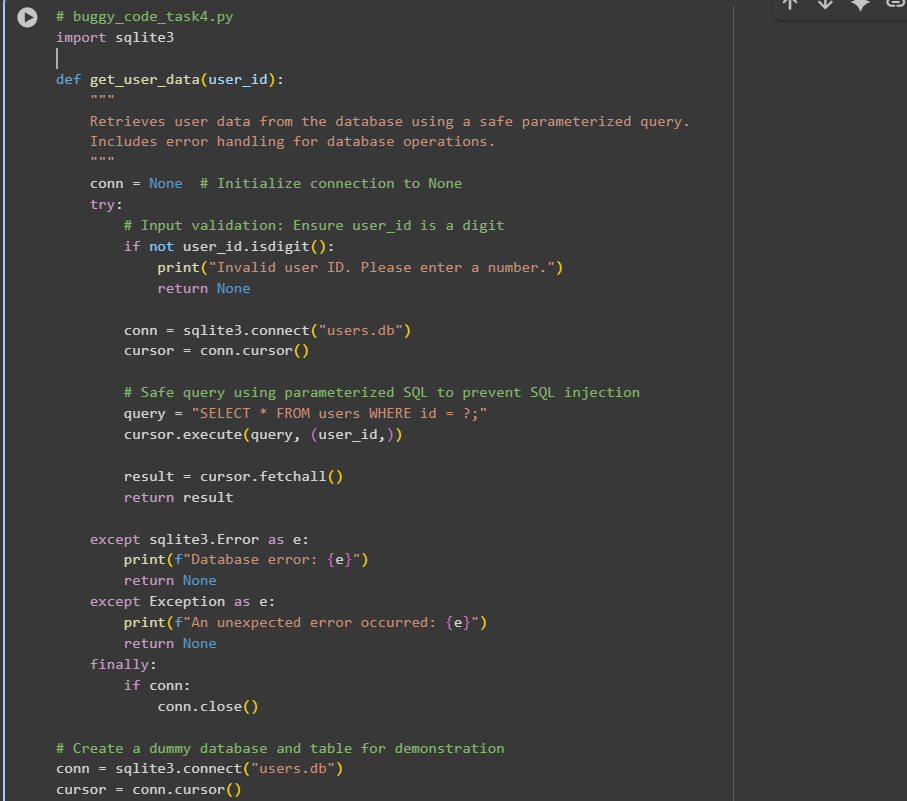 # buggy_code_task4.py
import sqlite3
def get_user_data(user_id):
    """
    Retrieves user data from the database using a safe parameterized query.
    Includes error handling for database operations.
    """
    conn = None  # Initialize connection to None
    try:
        # Input validation: Ensure user_id is a digit
        if not user_id.isdigit():
            print("Invalid user ID. Please enter a number.")
            return None

        conn = sqlite3.connect("users.db")
        cursor = conn.cursor()

        # Safe query using parameterized SQL to prevent SQL injection
        query = "SELECT * FROM users WHERE id = ?;"
        cursor.execute(query, (user_id,))

        result = cursor.fetchall()
        return result

    except sqlite3.Error as e:
        print(f"Database error: {e}")
        return None
    except Exception as e:
        print(f"An unexpected error occurred: {e}")
        return None
    finally:
        if conn:
            conn.close()

# Create a dummy database and table for demonstration
conn = sqlite3.connect("users.db")
cursor = conn.cursor()